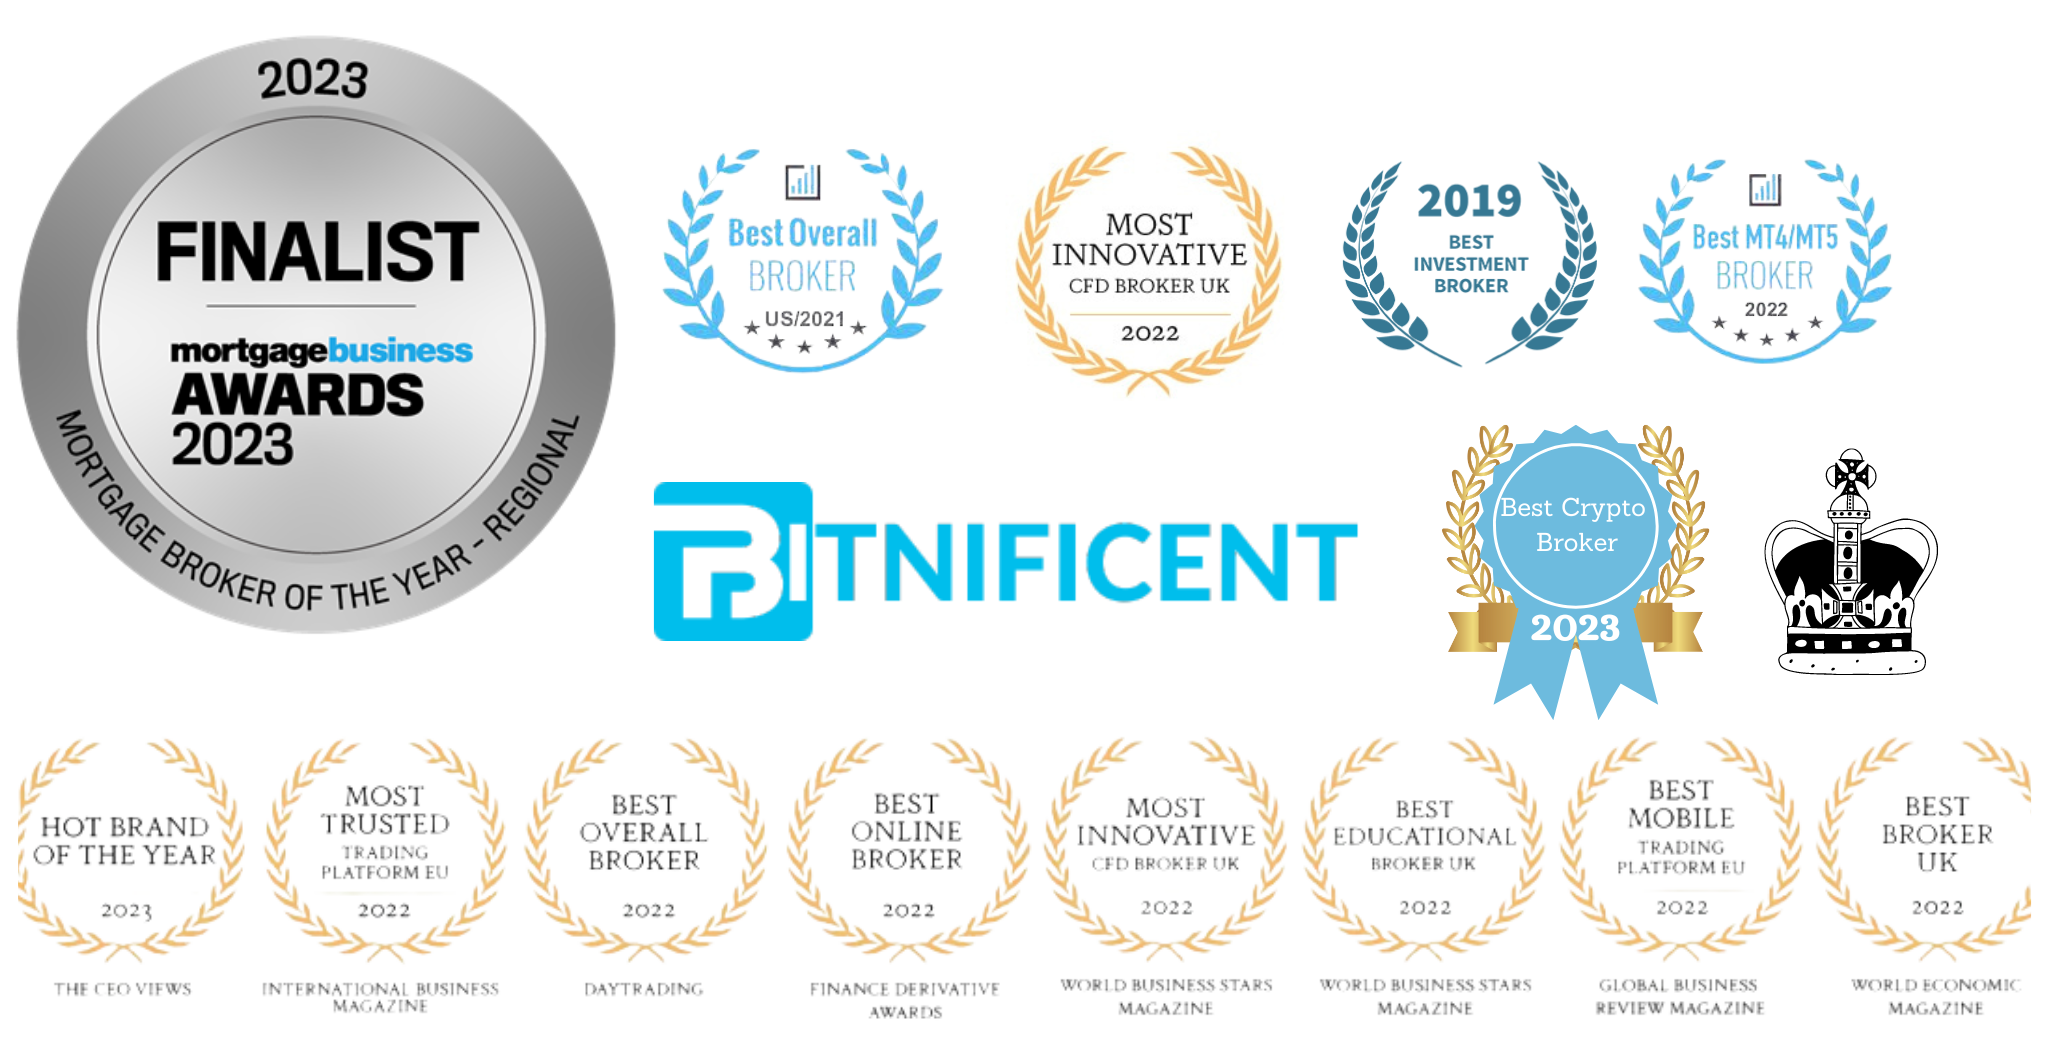 2023
FINALIST
mortgagebusiness
AWARDS
2023
MORTGAGE BROKER OF THE YEAR - REGIONAL
Best Overall
BROKER
US/2021
MOST
INNOVATIVE
CFD BROKER UK
2022
2019
BEST
INVESTMENT
BROKER
Best MT4/MT5
BROKER
2022
BITNIFICENT
Best Crypto
Broker
2023
HOT BRAND
OF THE YEAR
2023
THE CEO VIEWS
MOST
TRUSTED
TRADING
PLATFORM EU
2022
INTERNATIONAL BUSINESS
MAGAZINE
BEST
OVERALL
BROKER
2022
DAYTRADING
BEST
ONLINE
BROKER
2022
FINANCE DERIVATIVE
AWARDS
MOST
INNOVATIVE
CFD BROKER UK
2022
WORLD BUSINESS STARS
MAGAZINE
BEST
EDUCATIONAL
BROKER UK
2022
WORLD BUSINESS STARS
MAGAZINE
BEST
MOBILE
TRADING
PLATFORM EU
2022
GLOBAL BUSINESS
REVIEW MAGAZINE
BEST
BROKER
UK
2022
WORLD ECONOMIC
MAGAZINE